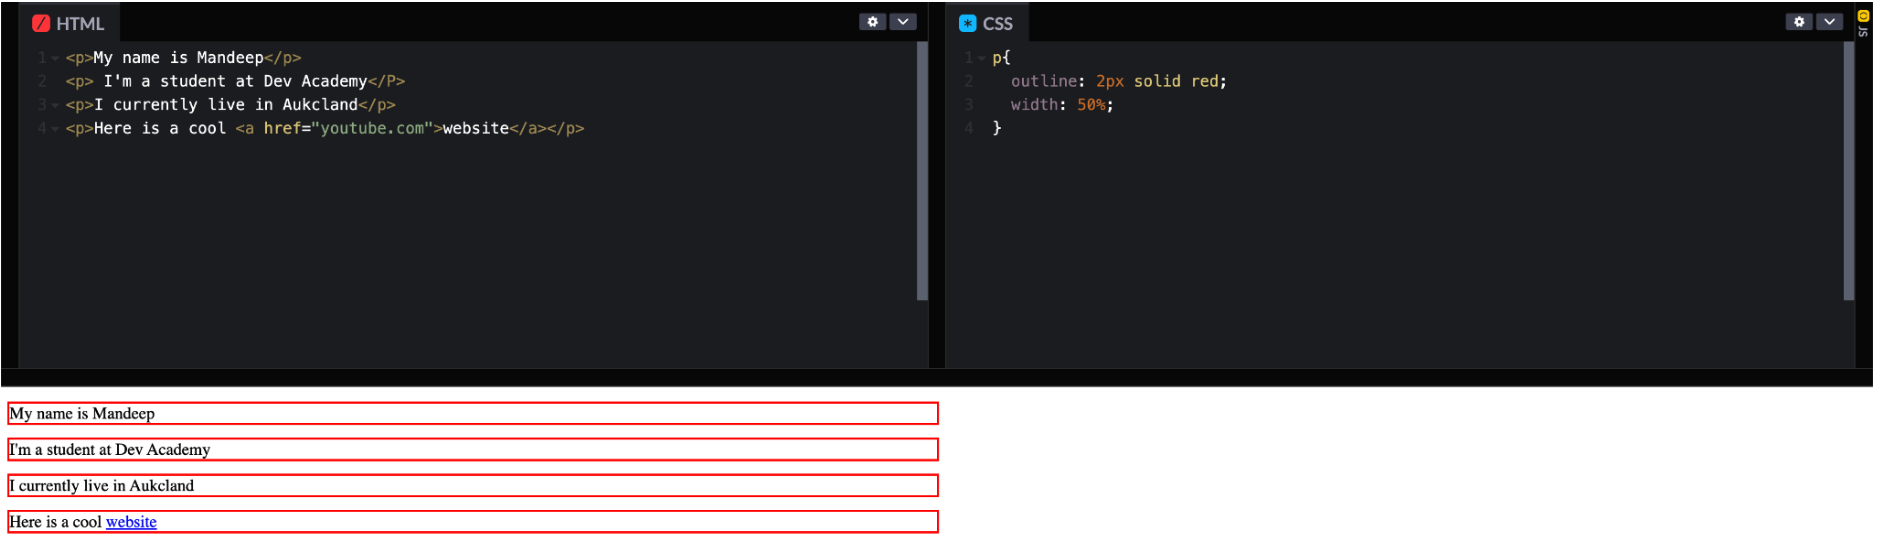 HTML
1 <p>My name is Mandeep</p>
2 <p> I'm a student at Dev Academy</P>
3 <p>I currently live in Aukcland</p>
4 <p>Here is a cool <a href="youtube.com">website</a></p>
CSS
1 p{
2 outline: 2px solid red;
3 width: 50%;
4 }
JS
My name is Mandeep
I'm a student at Dev Academy
I currently live in Aukcland
Here is a cool website